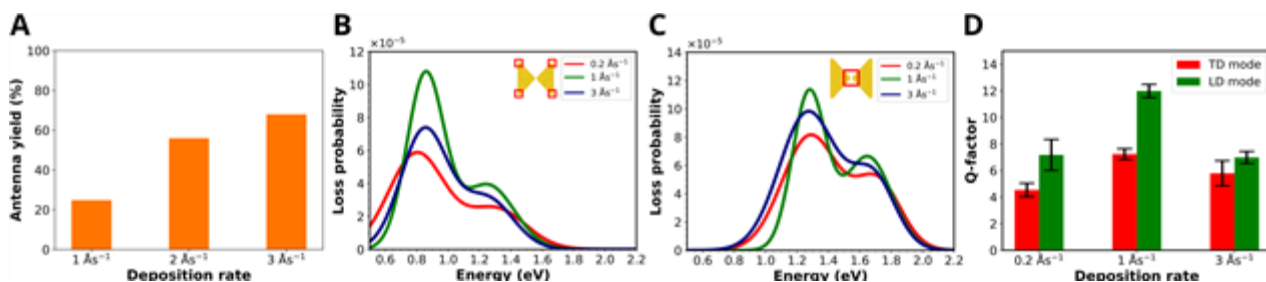 A
100
80
60
40
20
0
Antenna yield (%)
1 Ås⁻¹ 2 Ås⁻¹ 3 Ås⁻¹
Deposition rate
B
×10⁻⁵
12
10
8
6
4
2
0
Loss probability
0.2 Ås⁻¹
1 Ås⁻¹
3 Ås⁻¹
0.6 0.8 1.0 1.2 1.4 1.6 1.8 2.0 2.2
Energy (eV)
C
×10⁻⁵
14
12
10
8
6
4
2
0
Loss probability
0.2 Ås⁻¹
1 Ås⁻¹
3 Ås⁻¹
0.6 0.8 1.0 1.2 1.4 1.6 1.8 2.0 2.2
Energy (eV)
D
14
12
10
8
6
4
2
0
Q-factor
TD mode
LD mode
0.2 Ås⁻¹ 1 Ås⁻¹ 3 Ås⁻¹
Deposition rate